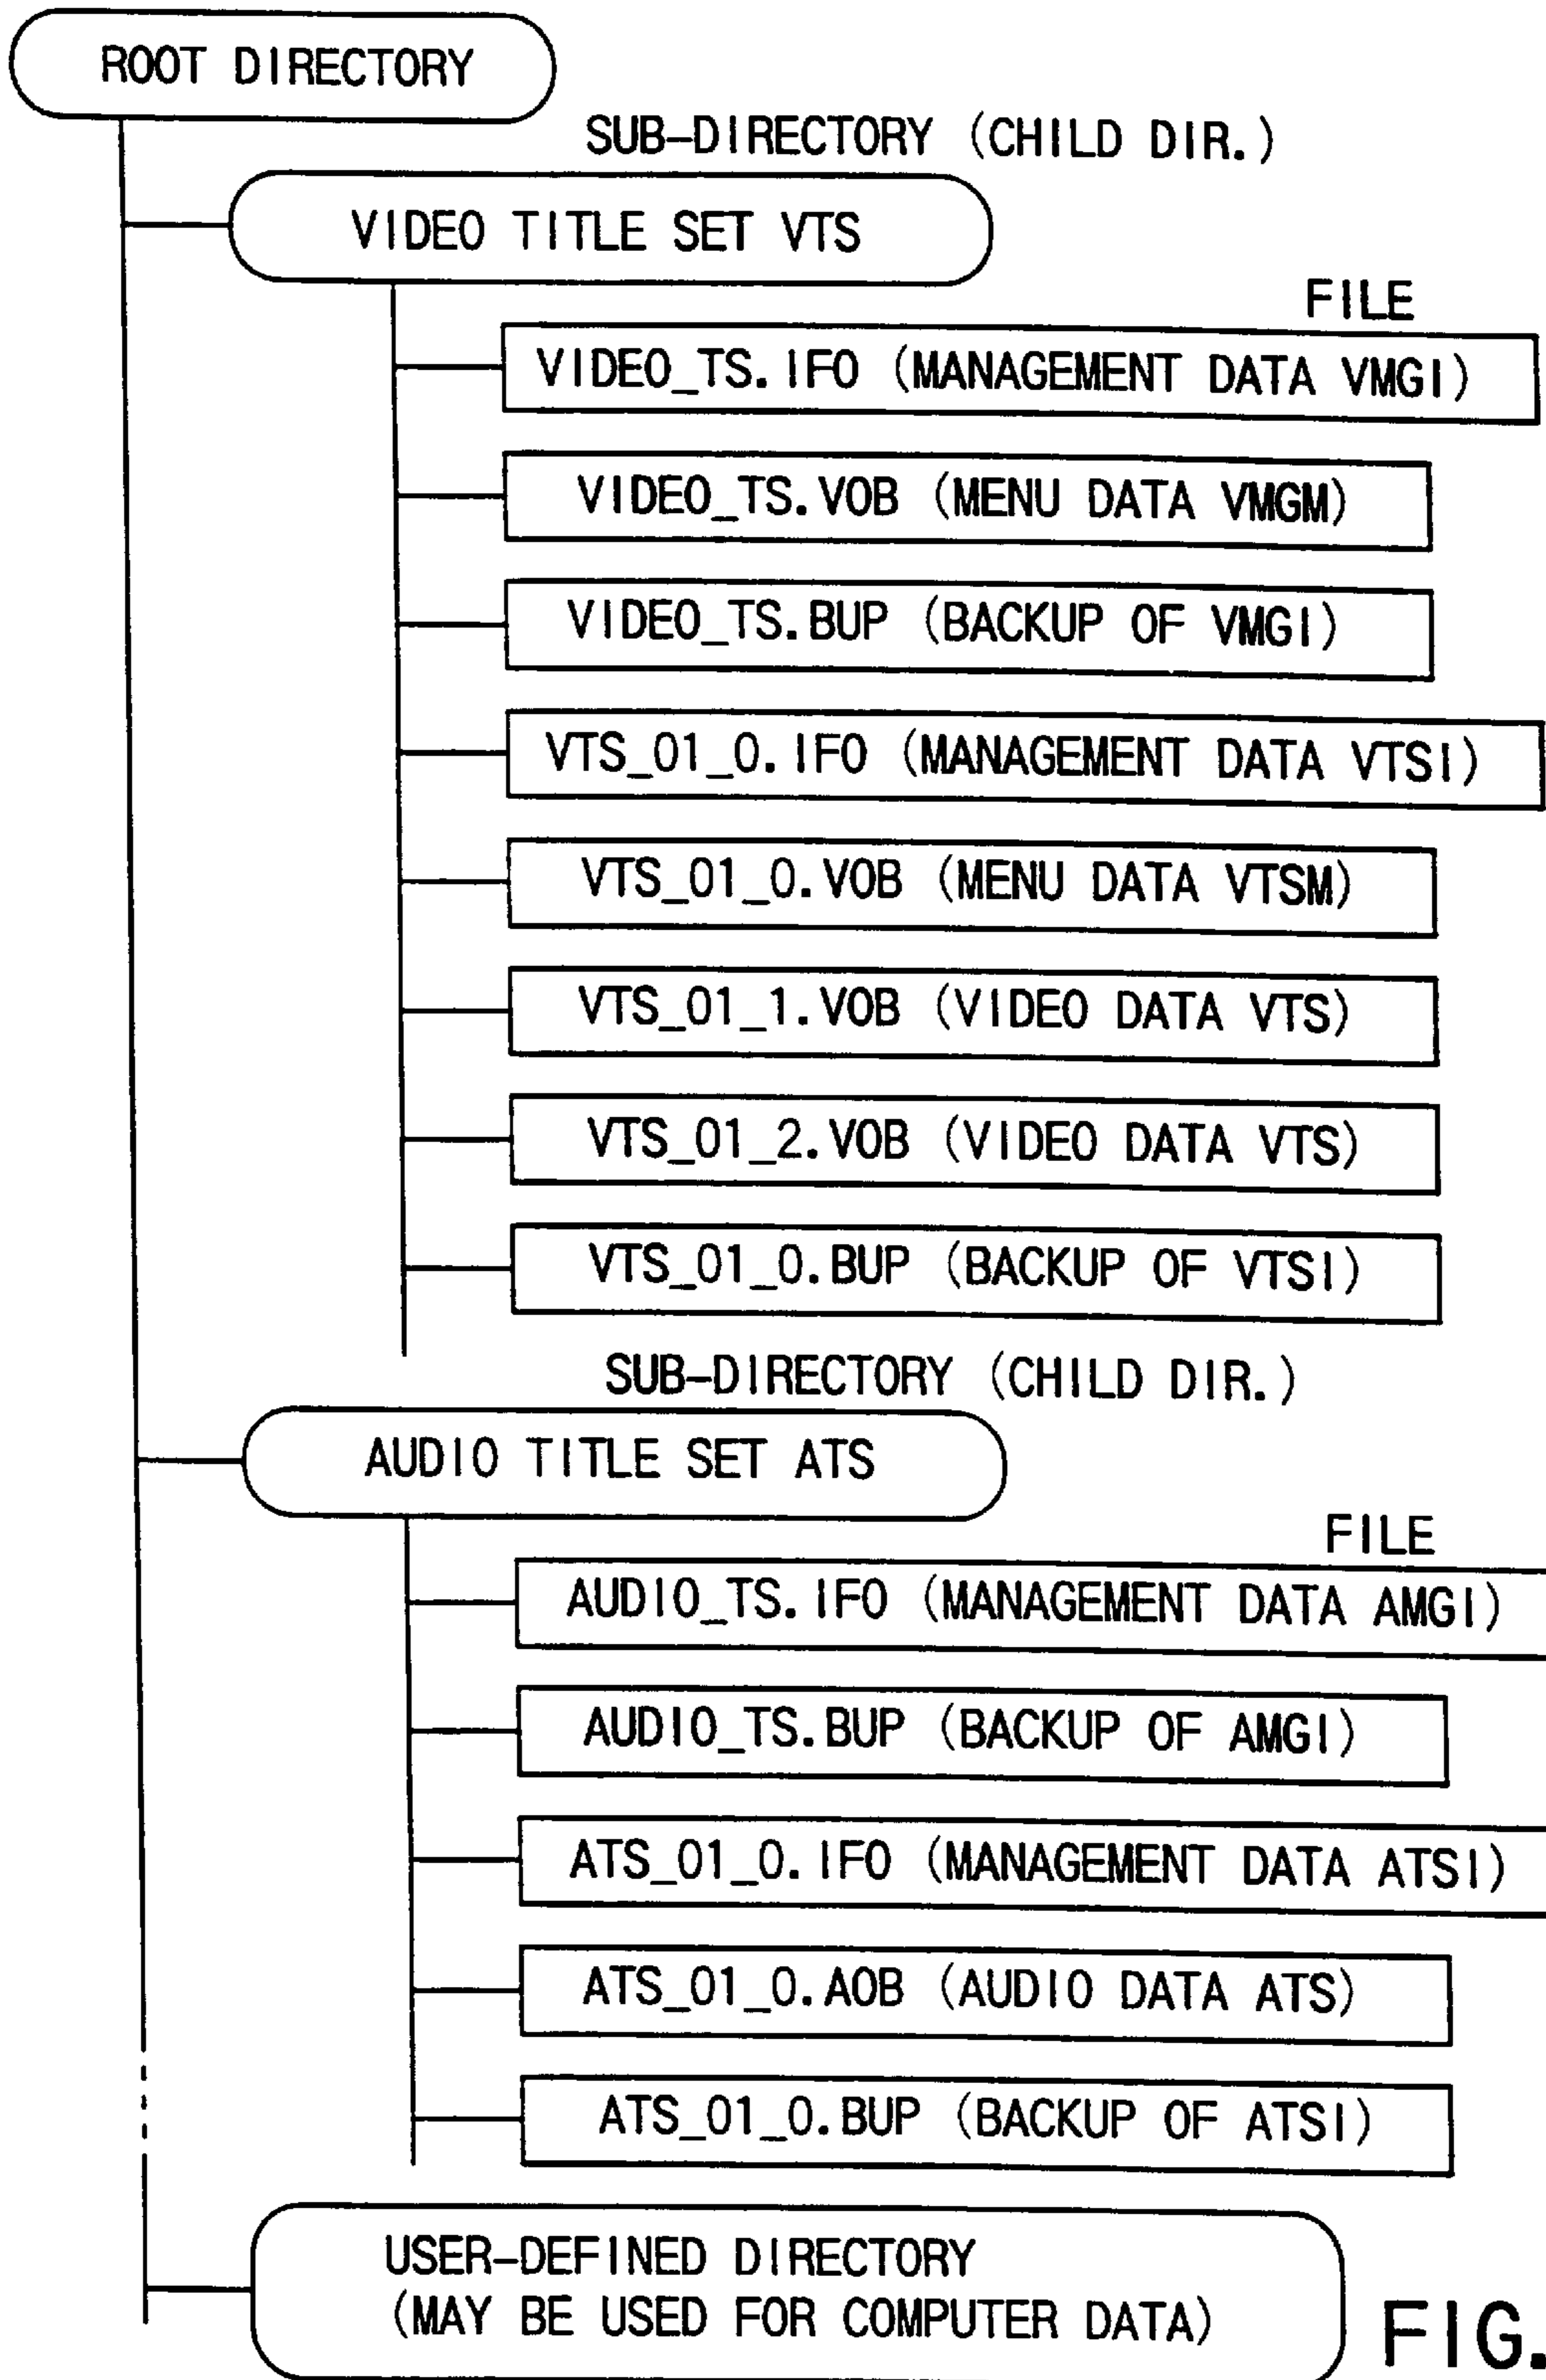 ROOT DIRECTORY
SUB-DIRECTORY (CHILD DIR.)
VIDEO TITLE SET VTS
FILE
VIDEO_TS.IFO (MANAGEMENT DATA VMGI)
VIDEO_TS.VOB (MENU DATA VMGM)
VIDEO_TS.BUP (BACKUP OF VMGI)
VTS_01_0.IFO (MANAGEMENT DATA VTSI)
VTS_01_0.VOB (MENU DATA VTSM)
VTS_01_1.VOB (VIDEO DATA VTS)
VTS_01_2.VOB (VIDEO DATA VTS)
VTS_01_0.BUP (BACKUP OF VTSI)
SUB-DIRECTORY (CHILD DIR.)
AUDIO TITLE SET ATS
FILE
AUDIO_TS.IFO (MANAGEMENT DATA AMGI)
AUDIO_TS.BUP (BACKUP OF AMGI)
ATS_01_0.IFO (MANAGEMENT DATA ATSI)
ATS_01_0.AOB (AUDIO DATA ATS)
ATS_01_0.BUP (BACKUP OF ATSI)
USER-DEFINED DIRECTORY
(MAY BE USED FOR COMPUTER DATA)
FIG.